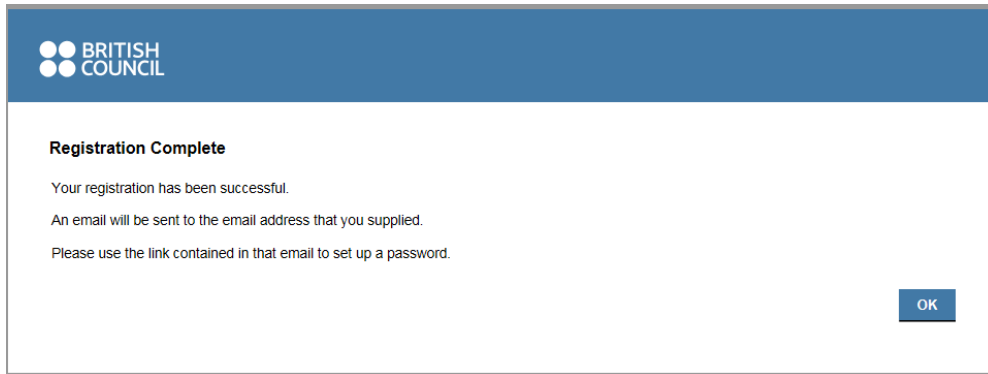 BRITISH
COUNCIL
Registration Complete
Your registration has been successful.
An email will be sent to the email address that you supplied.
Please use the link contained in that email to set up a password.
OK